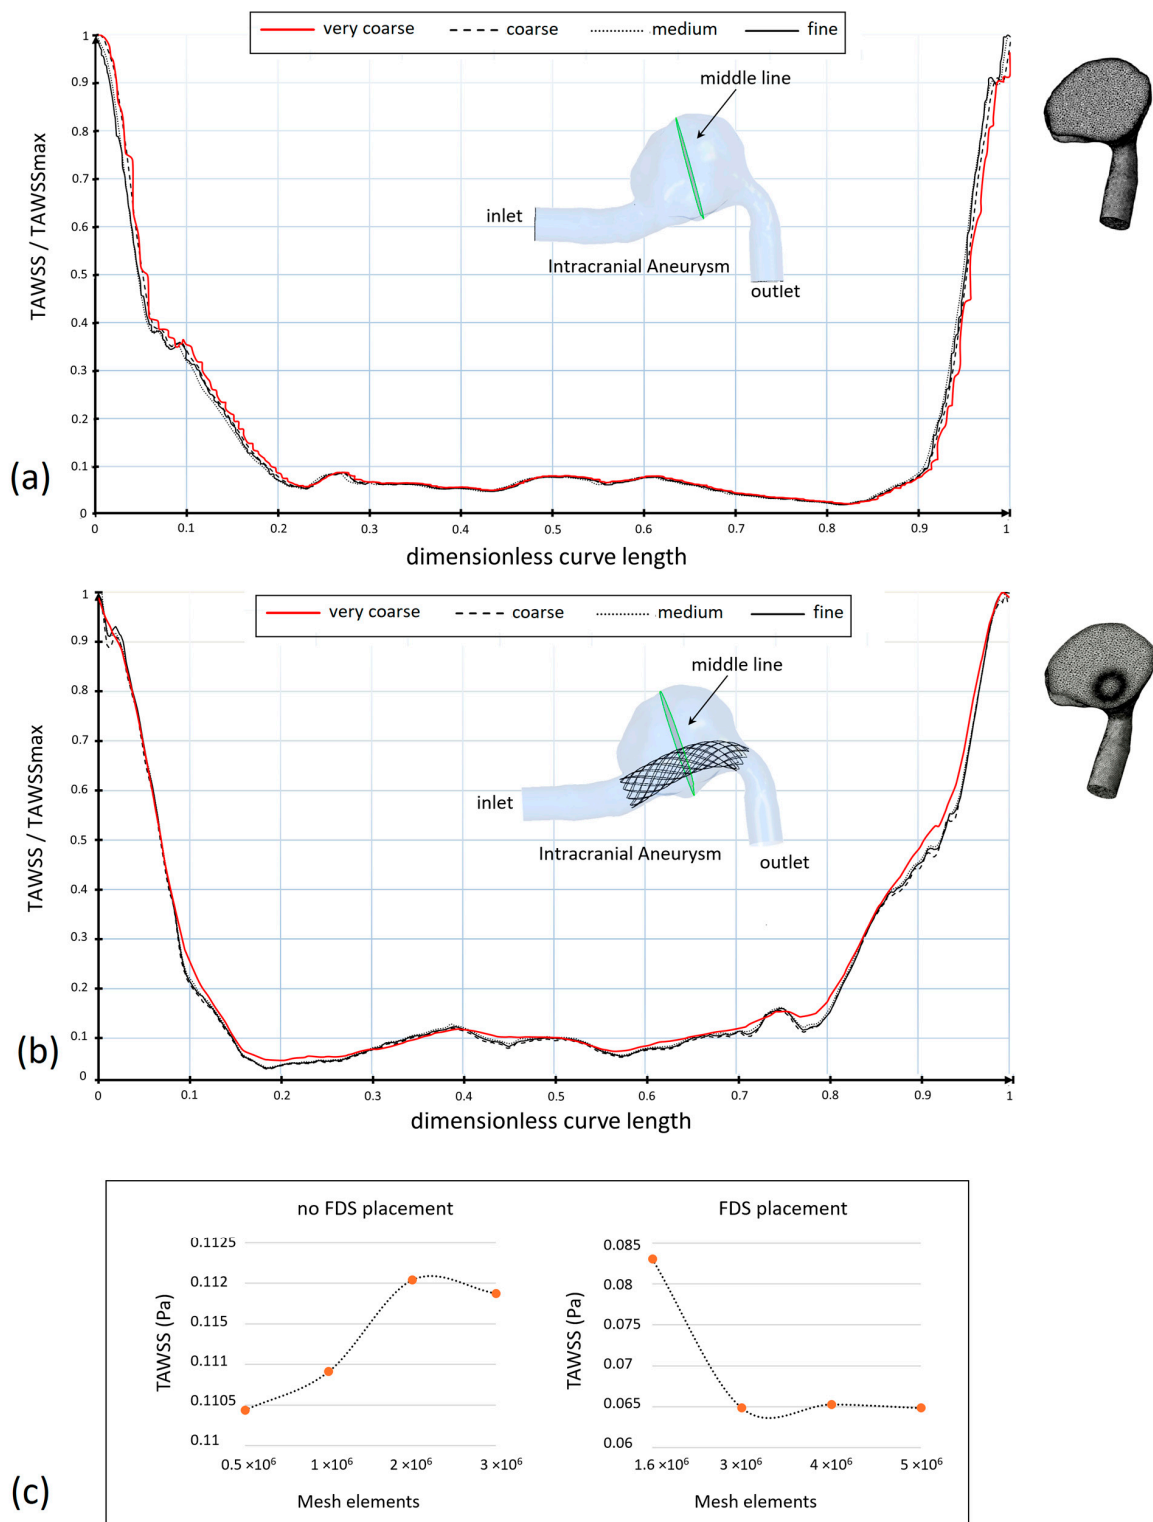 very coarse coarse medium fine
1
0.9
0.8
0.7
0.6
0.5
0.4
0.3
0.2
0.1
0
TAWSS / TAWSSmax
middle line
inlet
Intracranial Aneurysm
outlet
(a)
0 0.1 0.2 0.3 0.4 0.5 0.6 0.7 0.8 0.9 1
dimensionless curve length
very coarse coarse medium fine
1
0.9
0.8
0.7
0.6
0.5
0.4
0.3
0.2
0.1
0
TAWSS / TAWSSmax
middle line
inlet
Intracranial Aneurysm
outlet
(b)
0 0.1 0.2 0.3 0.4 0.5 0.6 0.7 0.8 0.9 1
dimensionless curve length
(c)
no FDS placement
0.1125
0.112
0.1115
0.111
0.1105
0.11
TAWSS (Pa)
0.5 ×10⁶ 1 ×10⁶ 2 ×10⁶ 3 ×10⁶
Mesh elements
FDS placement
0.085
0.08
0.075
0.07
0.065
0.06
TAWSS (Pa)
1.6 ×10⁶ 3 ×10⁶ 4 ×10⁶ 5 ×10⁶
Mesh elements